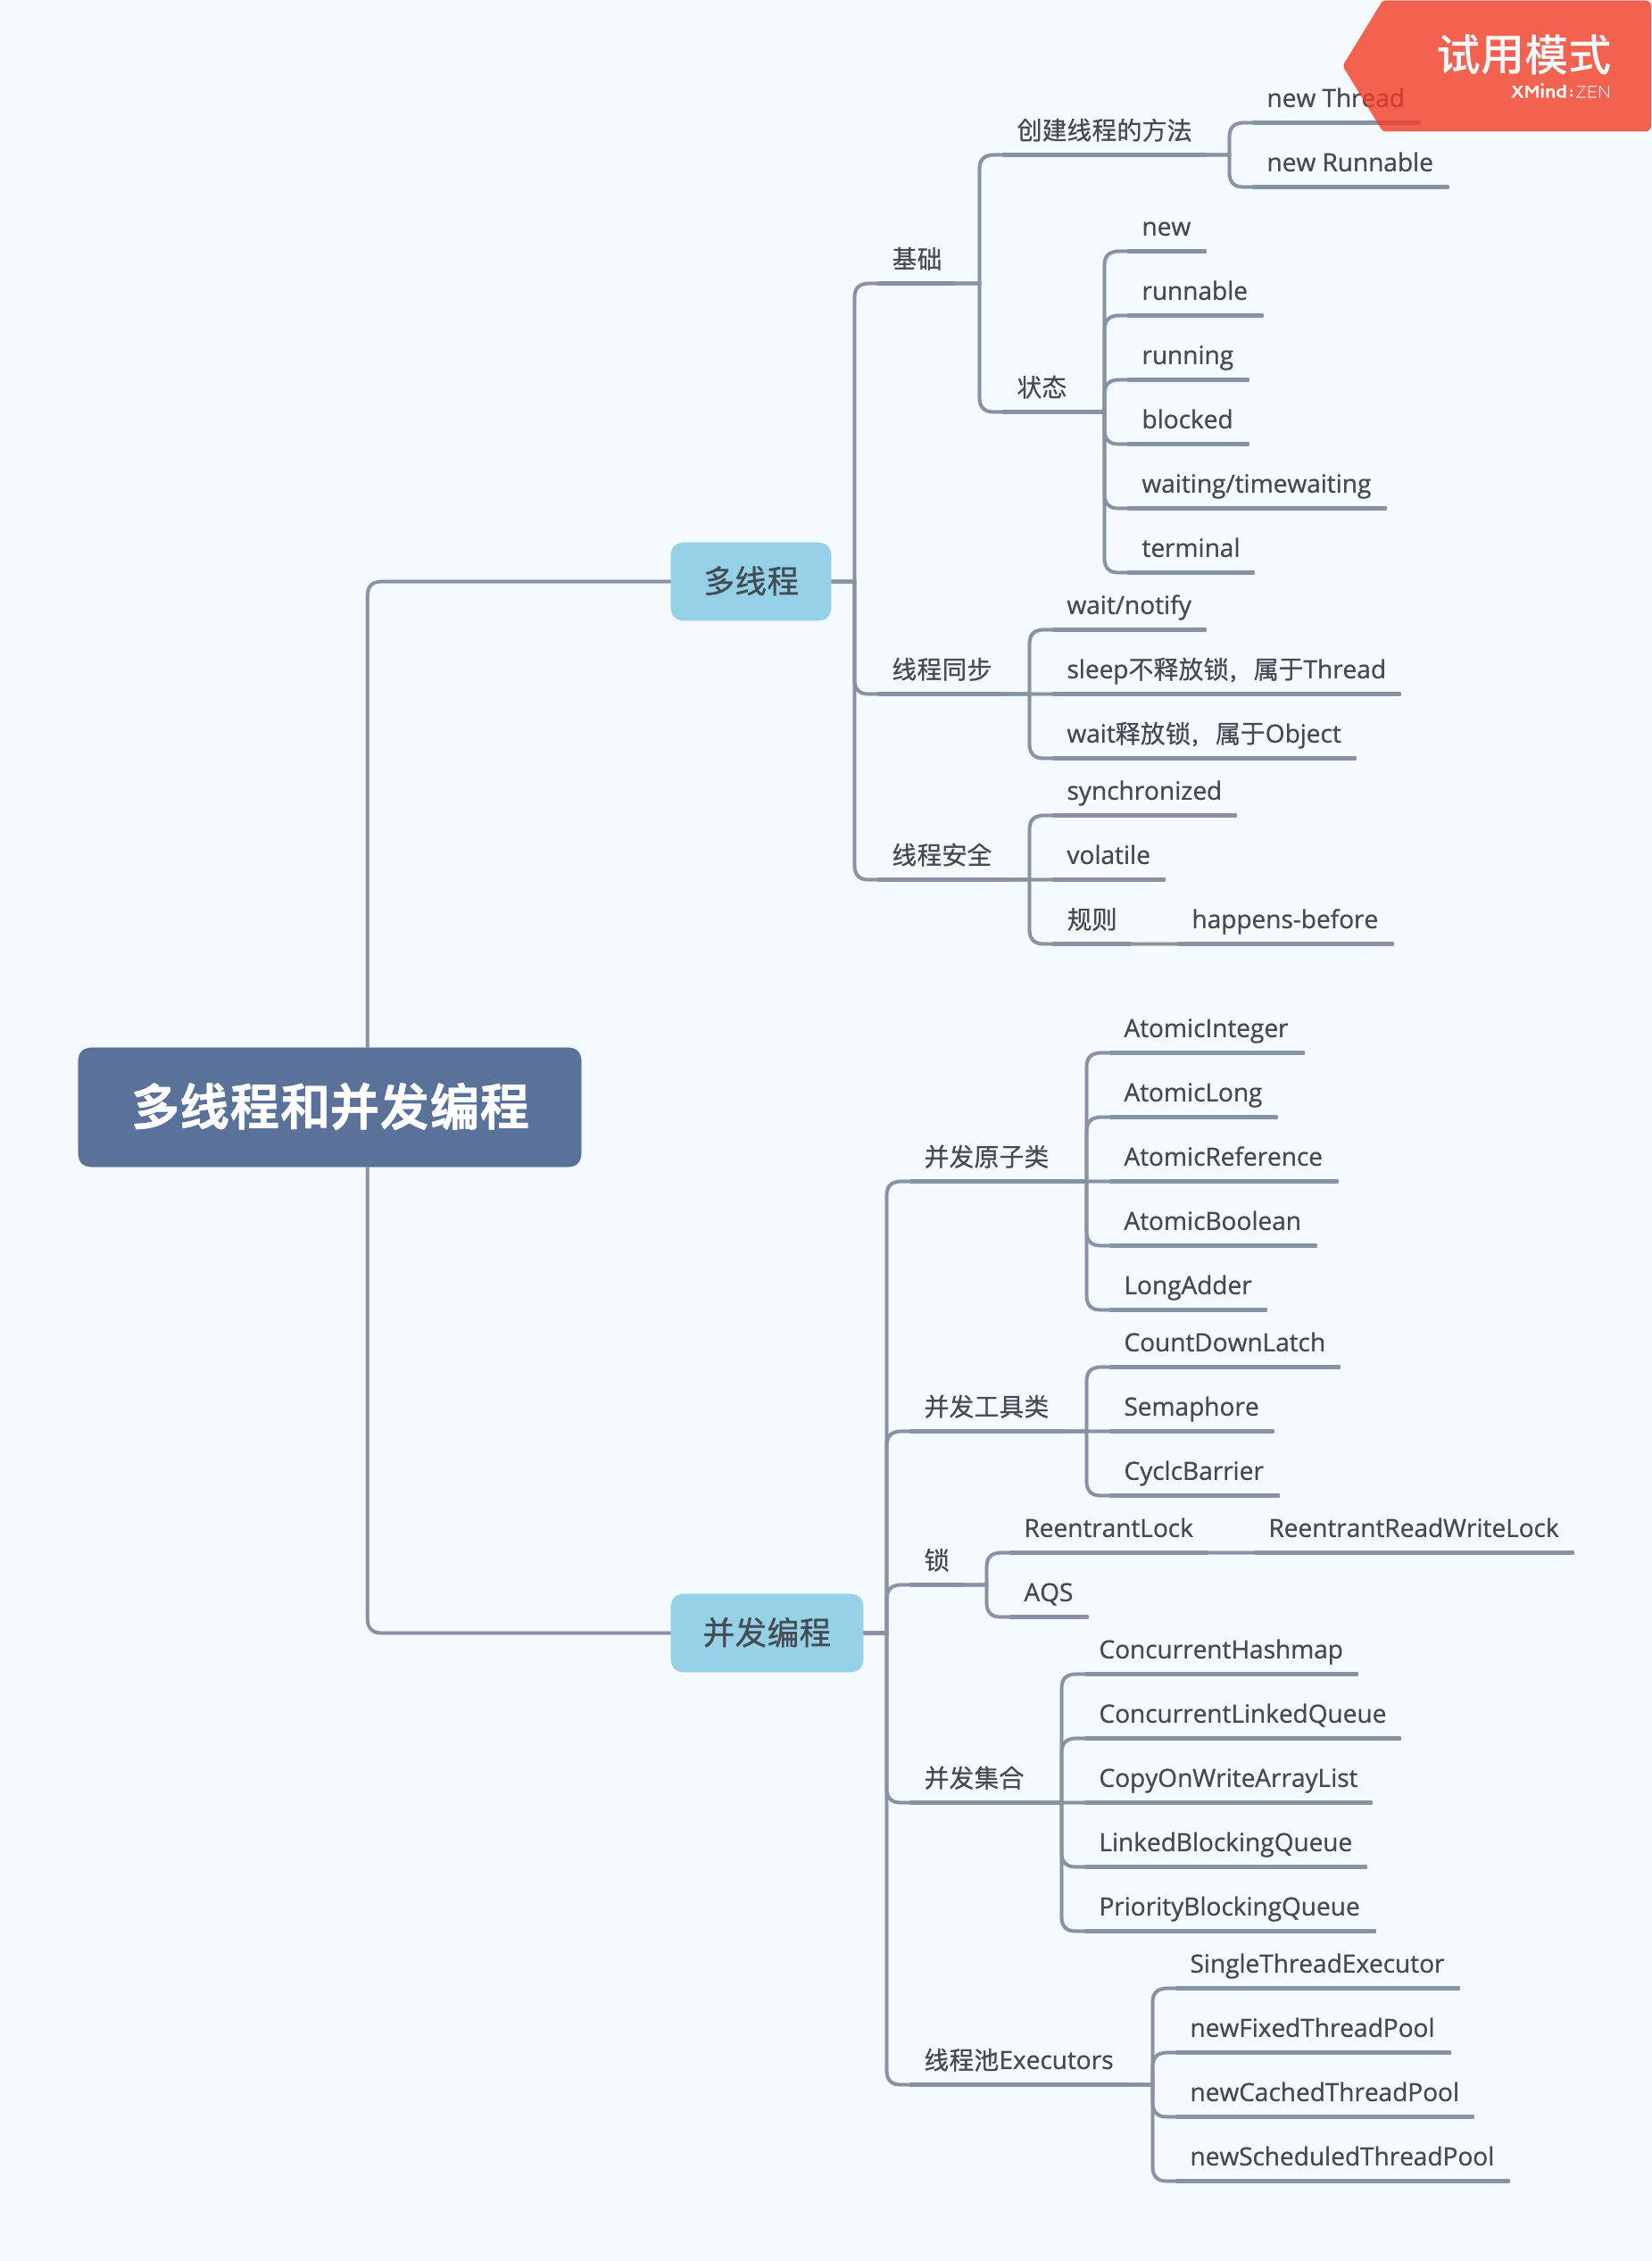 试用模式
XMind:ZEN
多线程和并发编程
多线程
基础
创建线程的方法
new Thread
new Runnable
状态
new
runnable
running
blocked
waiting/timewaiting
terminal
线程同步
wait/notify
sleep不释放锁，属于Thread
wait释放锁，属于Object
线程安全
synchronized
volatile
规则
happens-before
并发编程
并发原子类
AtomicInteger
AtomicLong
AtomicReference
AtomicBoolean
LongAdder
并发工具类
CountDownLatch
Semaphore
CyclcBarrier
锁
ReentrantLock
ReentrantReadWriteLock
AQS
并发集合
ConcurrentHashmap
ConcurrentLinkedQueue
CopyOnWriteArrayList
LinkedBlockingQueue
PriorityBlockingQueue
线程池Executors
SingleThreadExecutor
newFixedThreadPool
newCachedThreadPool
newScheduledThreadPool